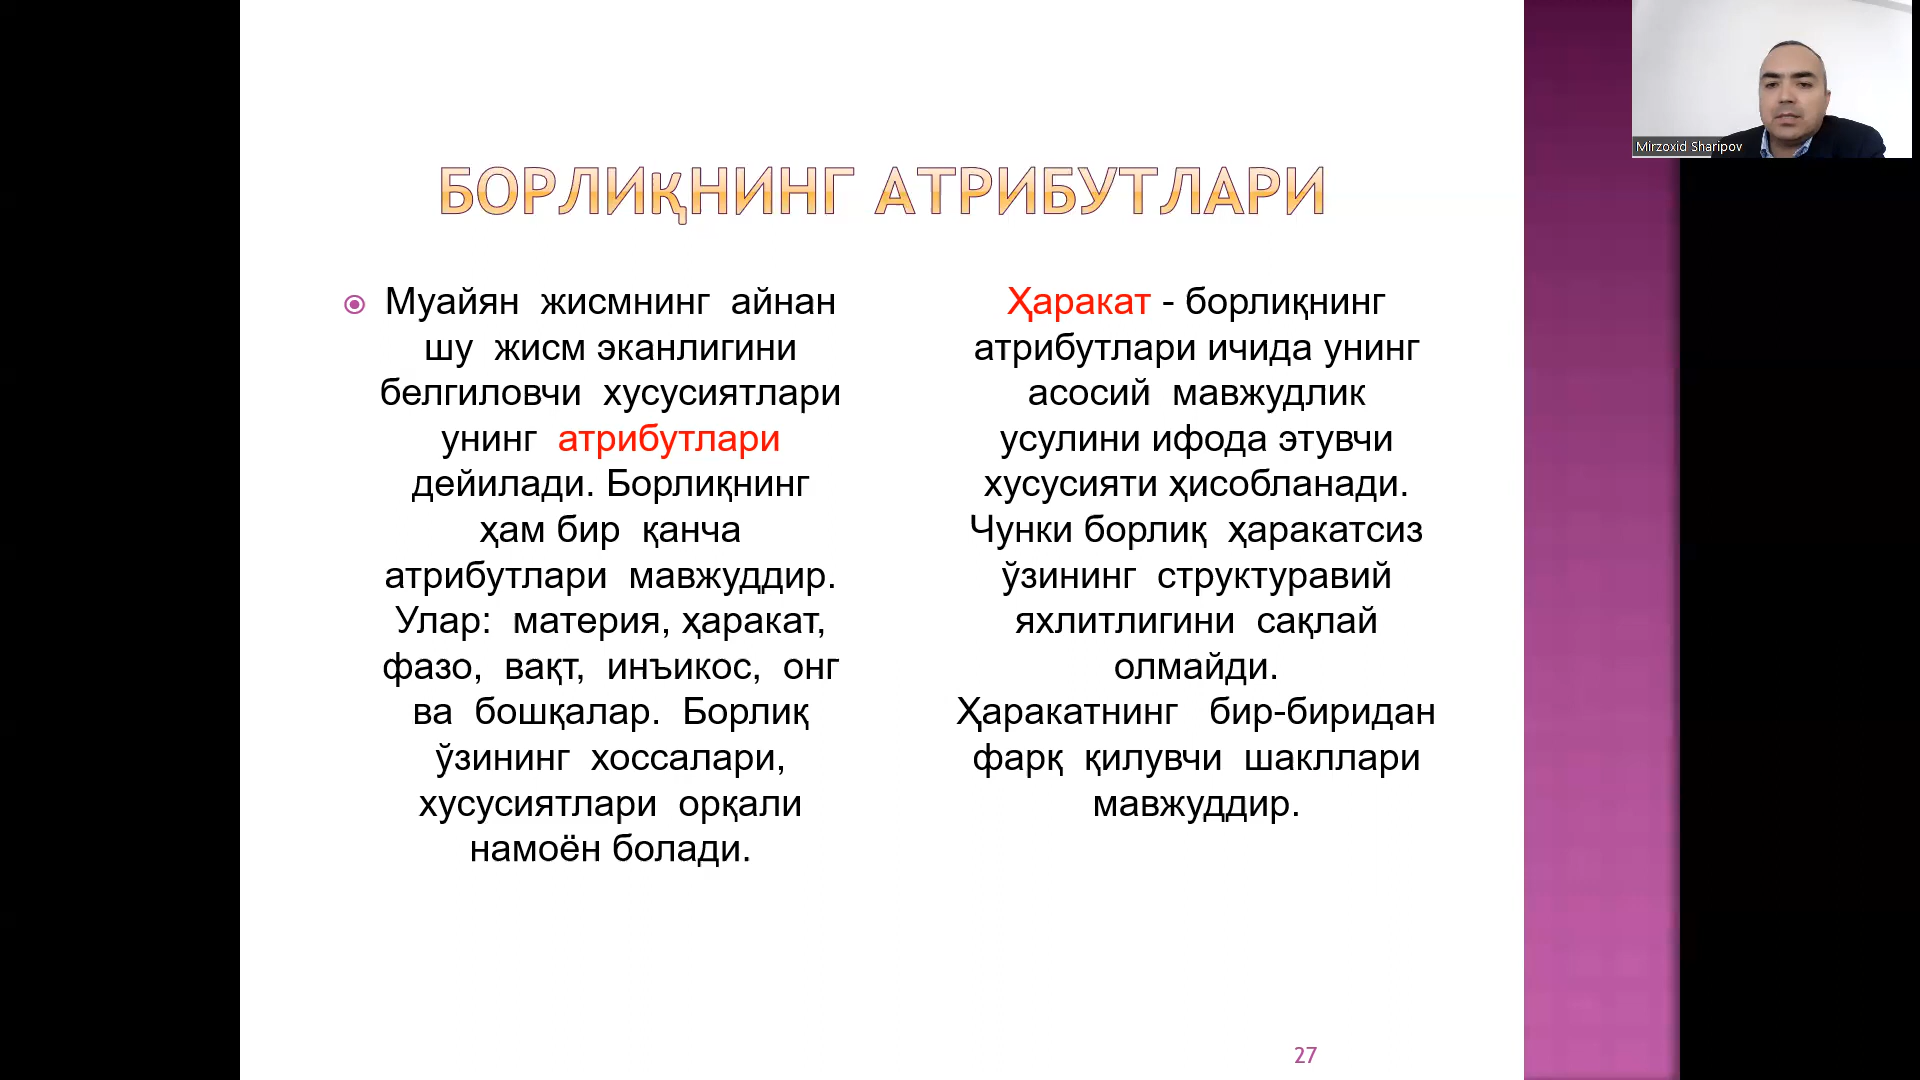 БОРЛИқНИНГ АТРИБУТЛАРИ
Муайян жисмнинг айнан
шу жисм эканлигини
белгиловчи хусусиятлари
унинг атрибутлари
дейилади. Борлиқнинг
ҳам бир қанча
атрибутлари мавжуддир.
Улар: материя, ҳаракат,
фазо, вақт, инъикос, онг
ва бошқалар. Борлиқ
ўзининг хоссалари,
хусусиятлари орқали
намоён болади.
Ҳаракат - борлиқнинг
атрибутлари ичида унинг
асосий мавжудлик
усулини ифода этувчи
хусусияти ҳисобланади.
Чунки борлиқ ҳаракатсиз
ўзининг структуравий
яхлитлигини сақлай
олмайди.
Ҳаракатнинг бир-биридан
фарқ қилувчи шакллари
мавжуддир.
27
Mirzoxid Sharipov